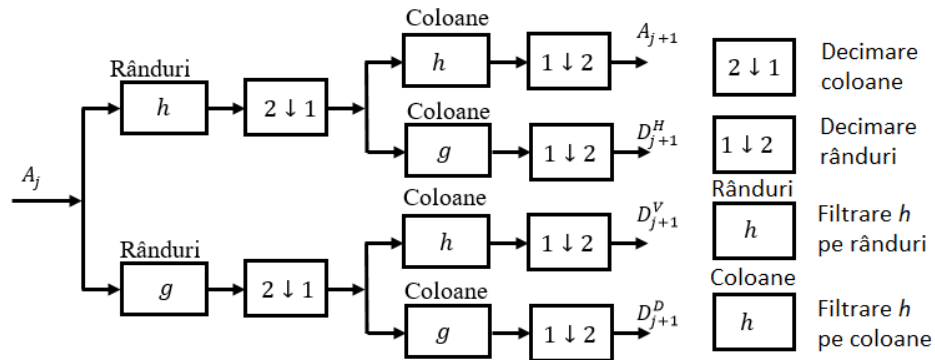 Coloane
h
1 ↓ 2
A_{j+1}
Rânduri
h
2 ↓ 1
Coloane
g
1 ↓ 2
D^H_{j+1}
A_j
Rânduri
g
2 ↓ 1
Coloane
h
1 ↓ 2
D^V_{j+1}
Coloane
g
1 ↓ 2
D^D_{j+1}
2 ↓ 1
Decimare
coloane
1 ↓ 2
Decimare
rânduri
Rânduri
h
Filtrare h
pe rânduri
Coloane
h
Filtrare h
pe coloane